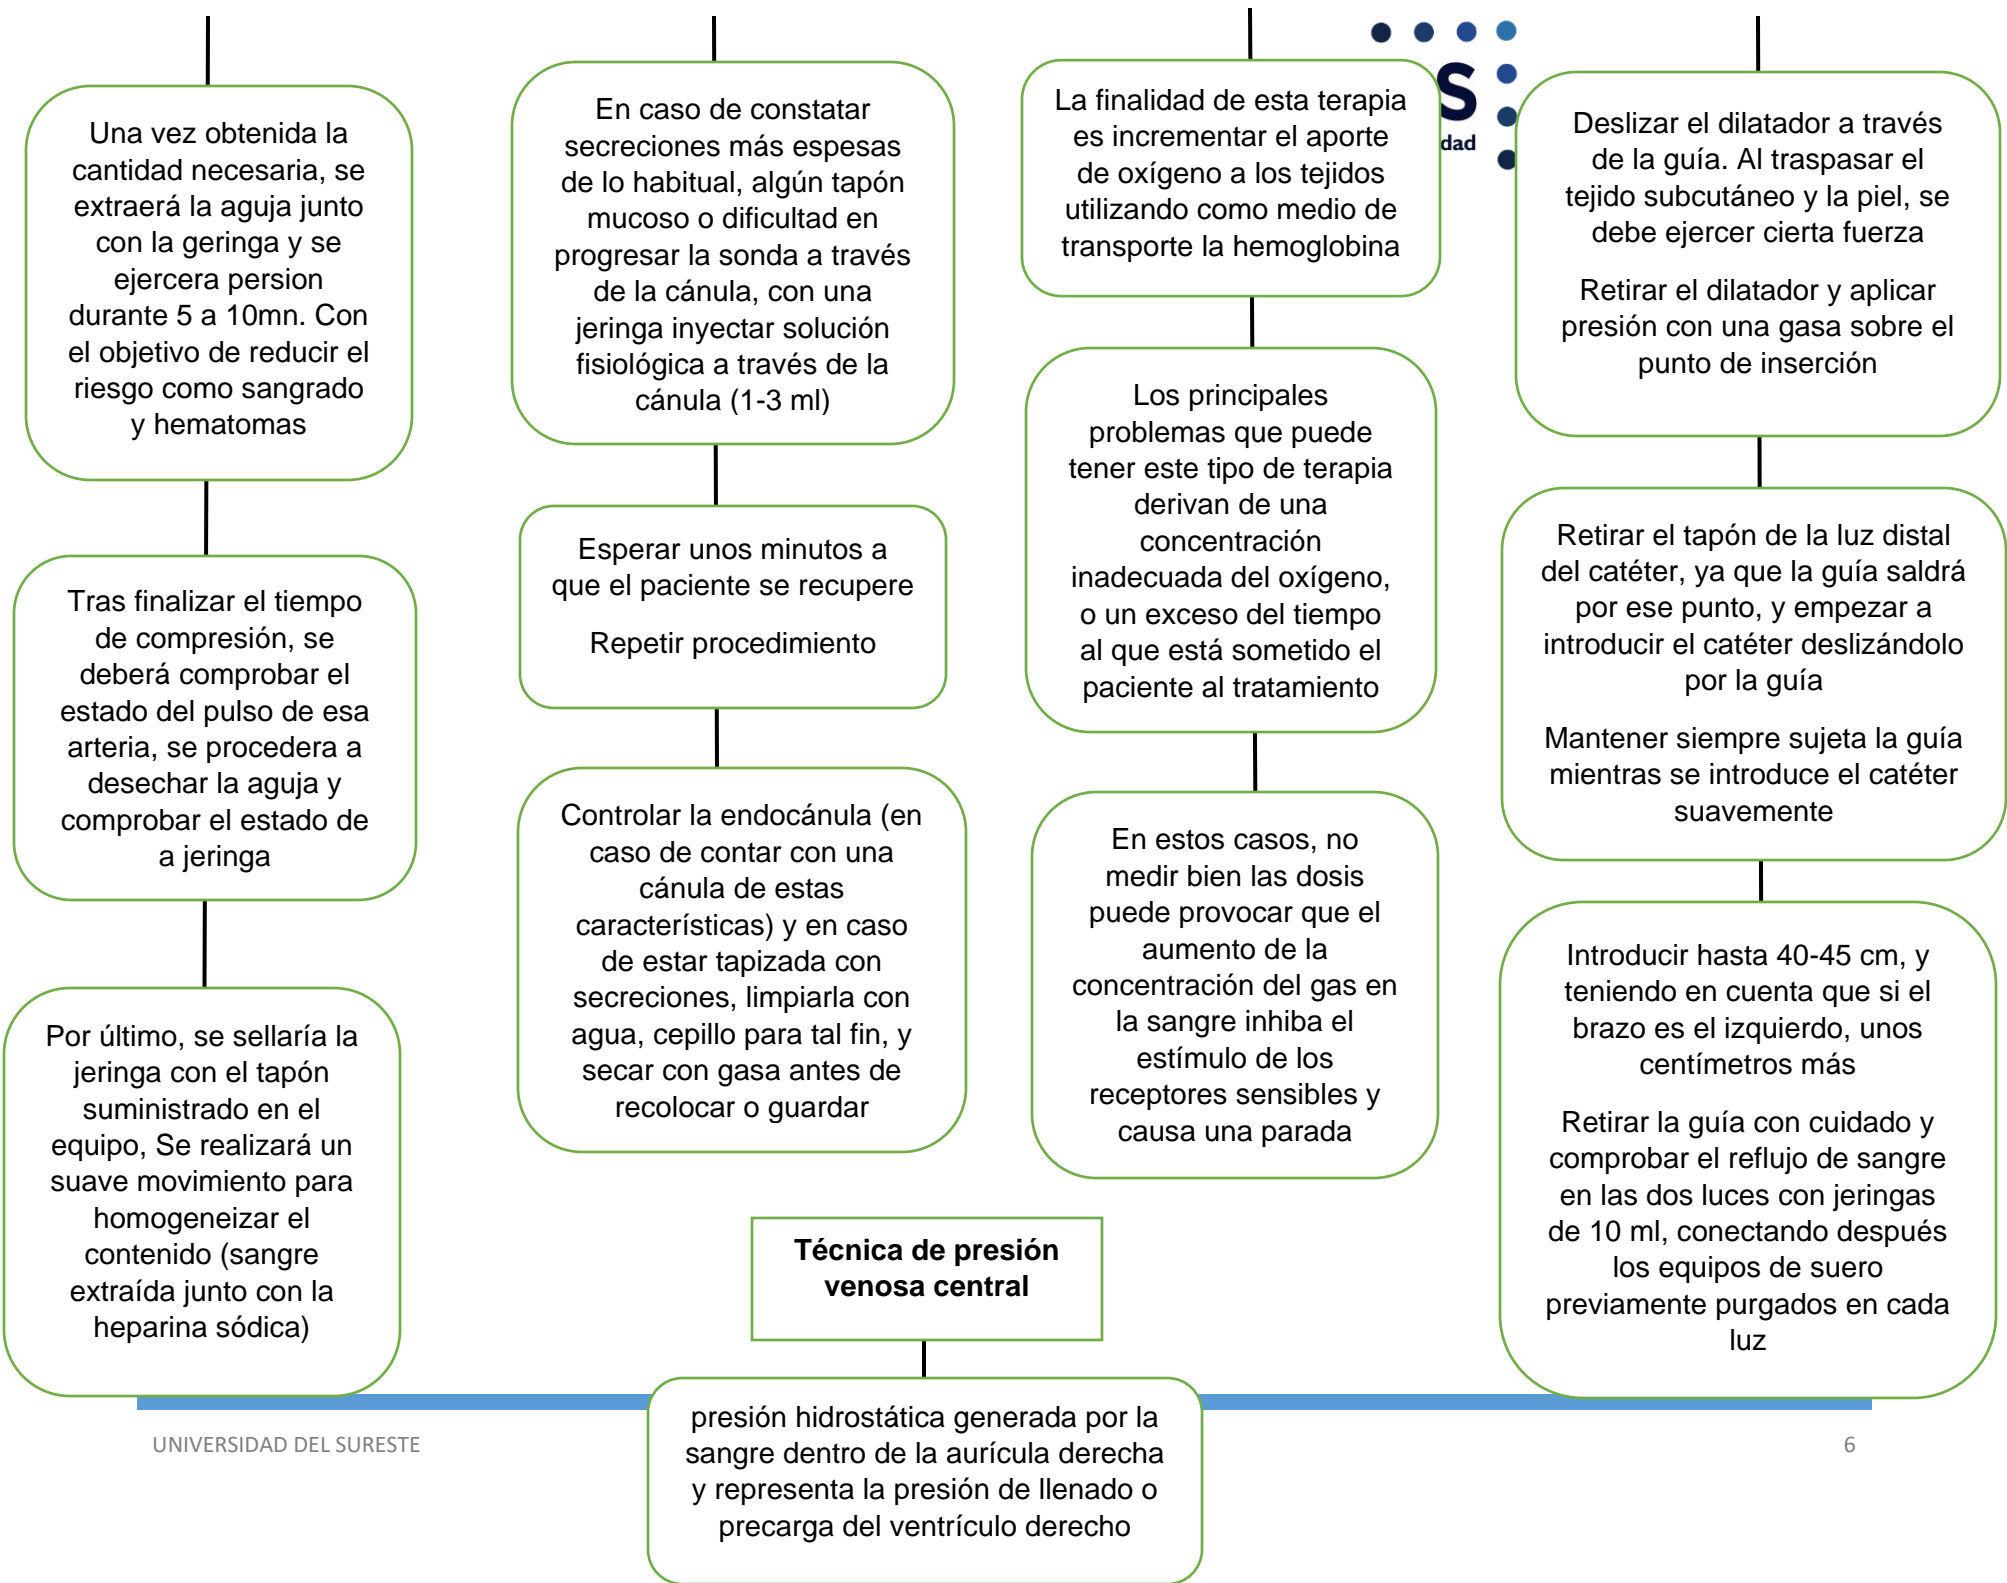 Una vez obtenida la
cantidad necesaria, se
extraerá la aguja junto
con la geringa y se
ejercera persion
durante 5 a 10mn. Con
el objetivo de reducir el
riesgo como sangrado
y hematomas
Tras finalizar el tiempo
de compresión, se
deberá comprobar el
estado del pulso de esa
arteria, se procedera a
desechar la aguja y
comprobar el estado de
a jeringa
Por último, se sellaría la
jeringa con el tapón
suministrado en el
equipo, Se realizará un
suave movimiento para
homogeneizar el
contenido (sangre
extraída junto con la
heparina sódica)
En caso de constatar
secreciones más espesas
de lo habitual, algún tapón
mucoso o dificultad en
progresar la sonda a través
de la cánula, con una
jeringa inyectar solución
fisiológica a través de la
cánula (1-3 ml)
Esperar unos minutos a
que el paciente se recupere
Repetir procedimiento
Controlar la endocánula (en
caso de contar con una
cánula de estas
características) y en caso
de estar tapizada con
secreciones, limpiarla con
agua, cepillo para tal fin, y
secar con gasa antes de
recolocar o guardar
La finalidad de esta terapia
es incrementar el aporte
de oxígeno a los tejidos
utilizando como medio de
transporte la hemoglobina
Los principales
problemas que puede
tener este tipo de terapia
derivan de una
concentración
inadecuada del oxígeno,
o un exceso del tiempo
al que está sometido el
paciente al tratamiento
En estos casos, no
medir bien las dosis
puede provocar que el
aumento de la
concentración del gas en
la sangre inhiba el
estímulo de los
receptores sensibles y
causa una parada
S
dad
Deslizar el dilatador a través
de la guía. Al traspasar el
tejido subcutáneo y la piel, se
debe ejercer cierta fuerza
Retirar el dilatador y aplicar
presión con una gasa sobre el
punto de inserción
Retirar el tapón de la luz distal
del catéter, ya que la guía saldrá
por ese punto, y empezar a
introducir el catéter deslizándolo
por la guía
Mantener siempre sujeta la guía
mientras se introduce el catéter
suavemente
Introducir hasta 40-45 cm, y
teniendo en cuenta que si el
brazo es el izquierdo, unos
centímetros más
Retirar la guía con cuidado y
comprobar el reflujo de sangre
en las dos luces con jeringas
de 10 ml, conectando después
los equipos de suero
previamente purgados en cada
luz
Técnica de presión
venosa central
presión hidrostática generada por la
sangre dentro de la aurícula derecha
y representa la presión de llenado o
precarga del ventrículo derecho
UNIVERSIDAD DEL SURESTE
6